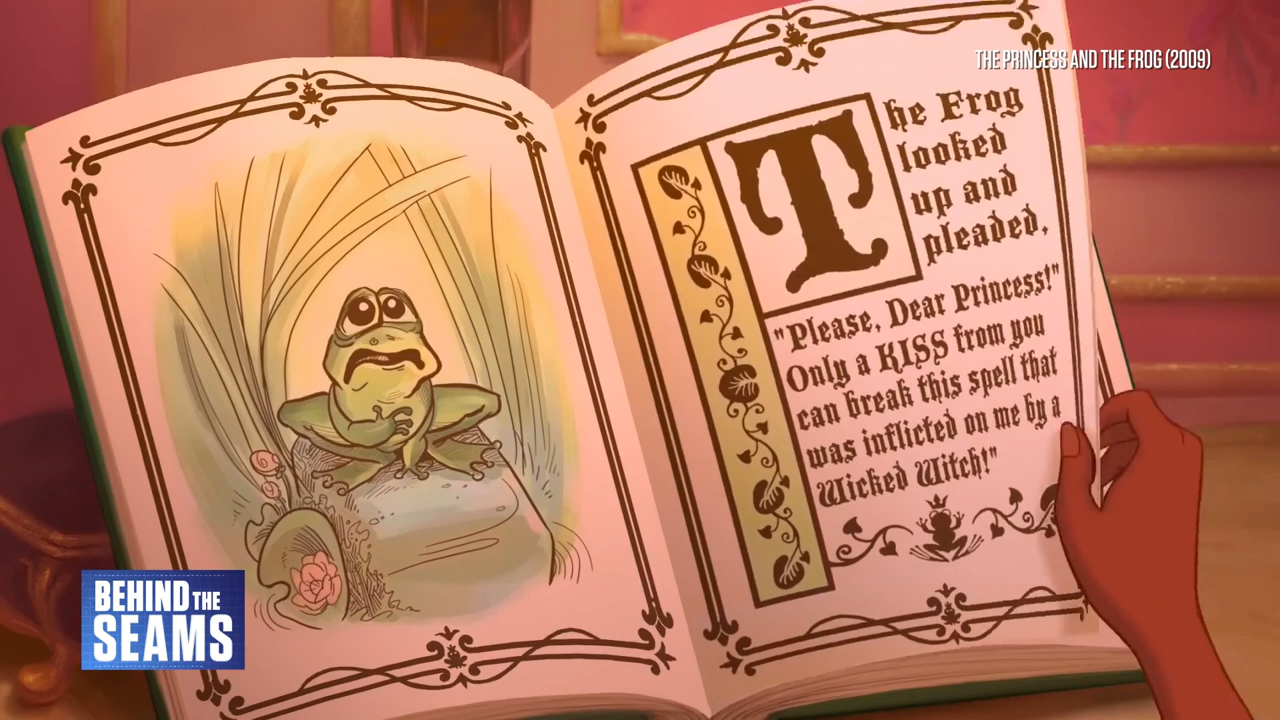 THE PRINCESS AND THE FROG (2009)
The Frog
looked
up and
pleaded,
"Please, Dear Princess!"
Only a KISS from you
can break this spell that
was inflicted on me by a
Wicked Witch!"
BEHIND THE
SEAMS